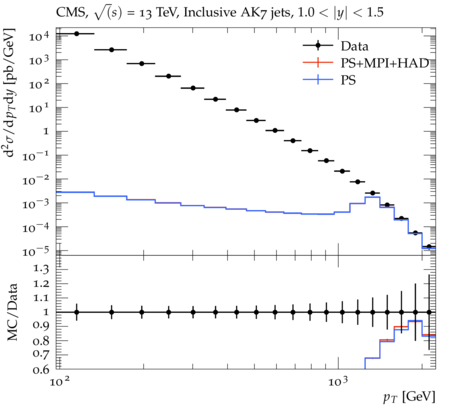 CMS, √(s) = 13 TeV, Inclusive AK7 jets, 1.0 < |y| < 1.5
d²σ/dp_T dy [pb/GeV]
10⁴
10³
10²
10¹
1
10⁻¹
10⁻²
10⁻³
10⁻⁴
10⁻⁵
Data
PS+MPI+HAD
PS
MC/Data
1.3
1.2
1.1
1
0.9
0.8
0.7
0.6
10² 10³
p_T [GeV]